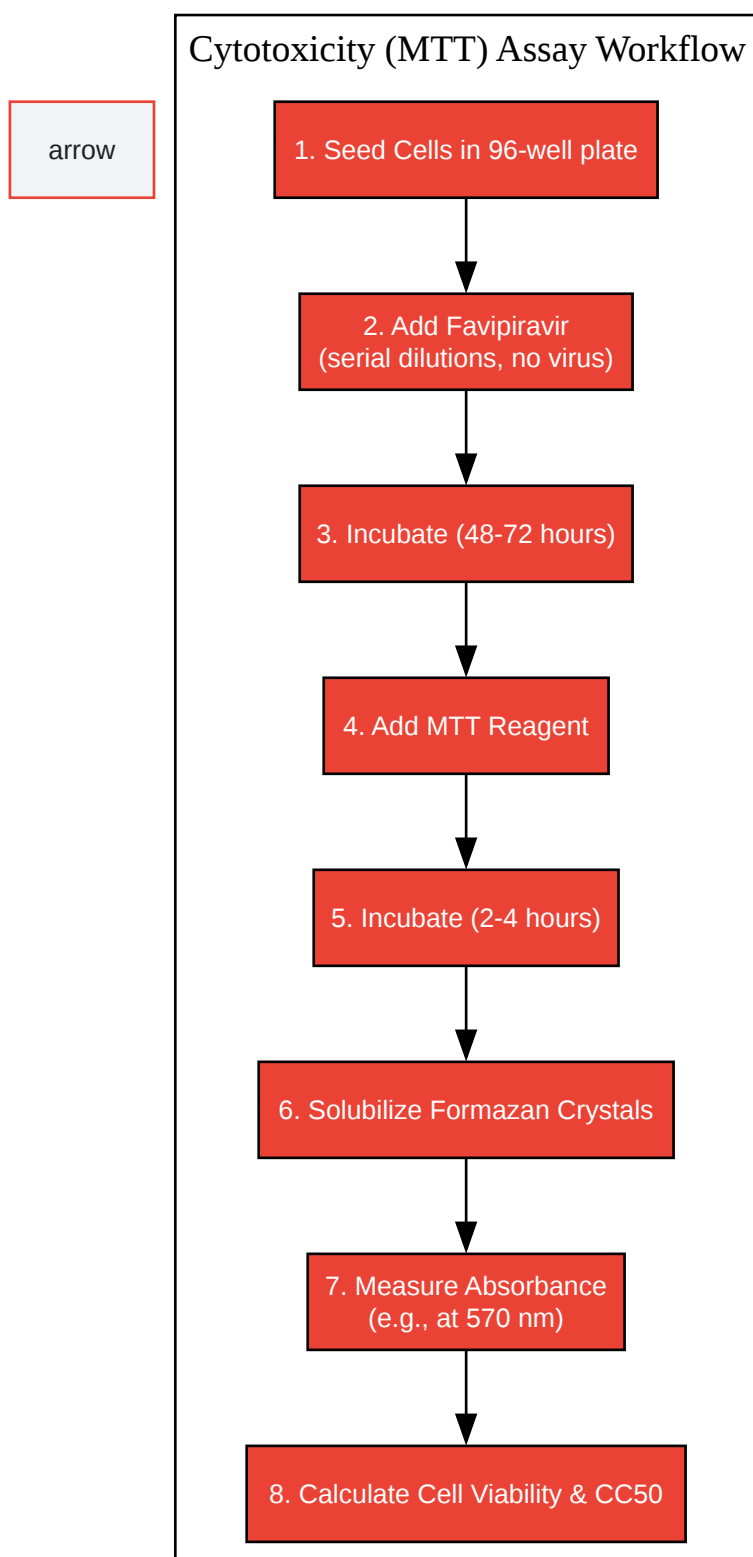 Cytotoxicity (MTT) Assay Workflow
arrow
1. Seed Cells in 96-well plate
2. Add Favipiravir
(serial dilutions, no virus)
3. Incubate (48-72 hours)
4. Add MTT Reagent
5. Incubate (2-4 hours)
6. Solubilize Formazan Crystals
7. Measure Absorbance
(e.g., at 570 nm)
8. Calculate Cell Viability & CC50